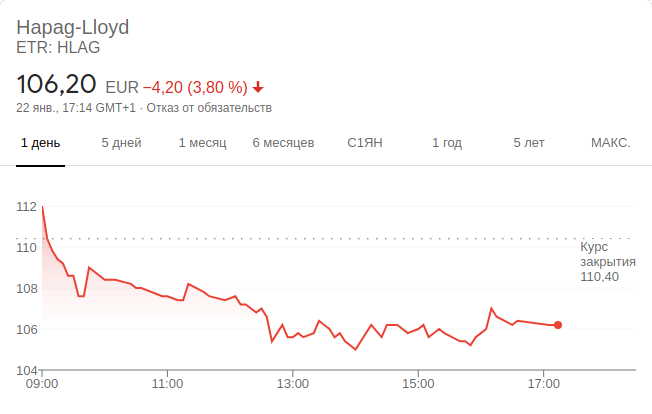 Hapag-Lloyd
ETR: HLAG
106,20 EUR −4,20 (3,80 %)
22 янв., 17:14 GMT+1 · Отказ от обязательств
1 день 5 дней 1 месяц 6 месяцев С1ЯН 1 год 5 лет МАКС.
112
110
108
106
104
Курс
закрытия
110,40
09:00 11:00 13:00 15:00 17:00